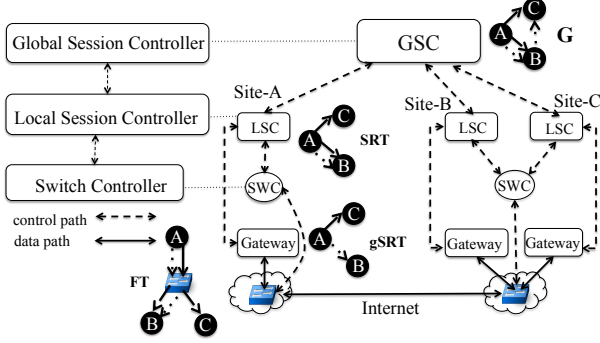 Global Session Controller
GSC
A
C
B
G
Site-A
Site-B
Site-C
Local Session Controller
LSC
A
C
B
SRT
LSC
LSC
Switch Controller
SWC
SWC
control path
data path
A
FT
B
C
Gateway
A
C
B
gSRT
Gateway
Gateway
Internet